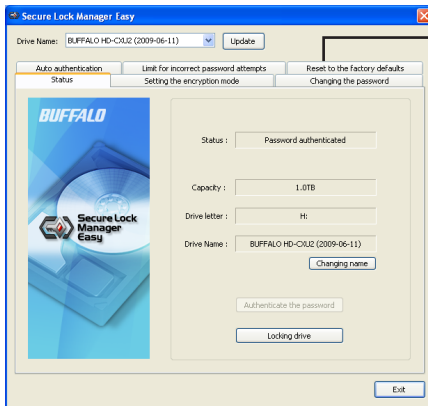 Secure Lock Manager Easy
Drive Name: BUFFALO HD-CXU2 (2009-06-11) Update
Auto authentication Limit for incorrect password attempts Reset to the factory defaults
Status Setting the encryption mode Changing the password
BUFFALO
Secure Lock
Manager
Easy
Status : Password authenticated
Capacity : 1.0TB
Drive letter : H:
Drive Name : BUFFALO HD-CXU2 (2009-06-11)
Changing name
Authenticate the password
Locking drive
Exit